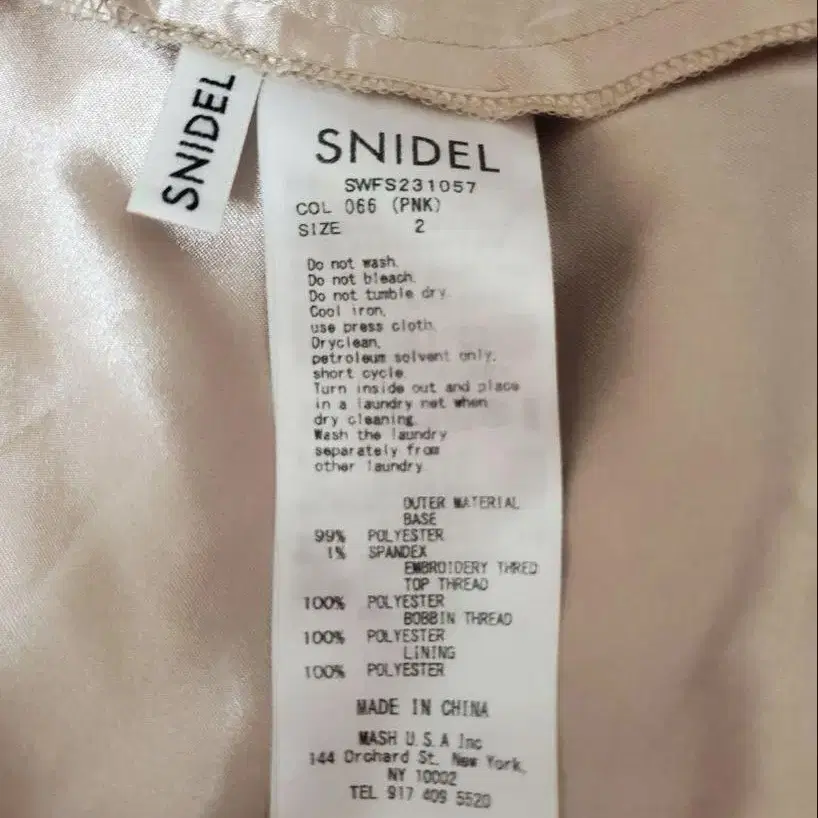 SNIDEL
SNIDEL
SWFS231057
COL 066 (PNK)
SIZE 2
Do not wash.
Do not bleach.
Do not tumble dry.
Cool iron,
use press cloth.
Dryclean,
petroleum solvent only,
short cycle.
Turn inside out and place
in a laundry net when
dry cleaning.
Wash the laundry
separately from
other laundry
OUTER MATERIAL
BASE
99% POLYESTER
1% SPANDEX
EMBROIDERY THRED
TOP THREAD
100% POLYESTER
BOBBIN THREAD
100% POLYESTER
LINING
100% POLYESTER
MADE IN CHINA
MASH U.S.A Inc
144 Orchard St. New York,
NY 10002
TEL 917 409 5520